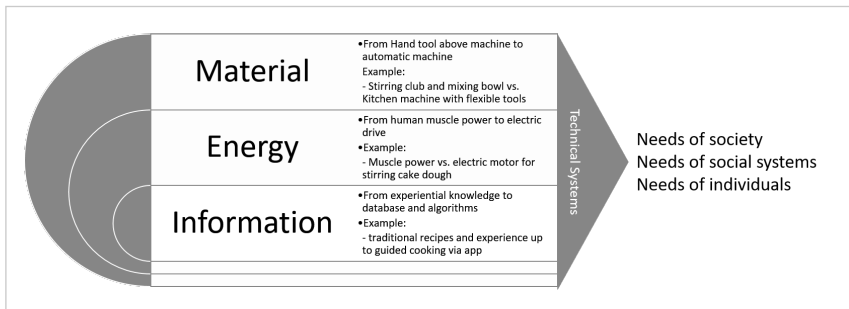 Material
•From Hand tool above machine to
automatic machine
Example:
- Stirring club and mixing bowl vs.
Kitchen machine with flexible tools
Energy
•From human muscle power to electric
drive
•Example:
- Muscle power vs. electric motor for
stirring cake dough
Information
•From experiential knowledge to
database and algorithms
•Example:
- traditional recipes and experience up
to guided cooking via app
Technical Systems
Needs of society
Needs of social systems
Needs of individuals